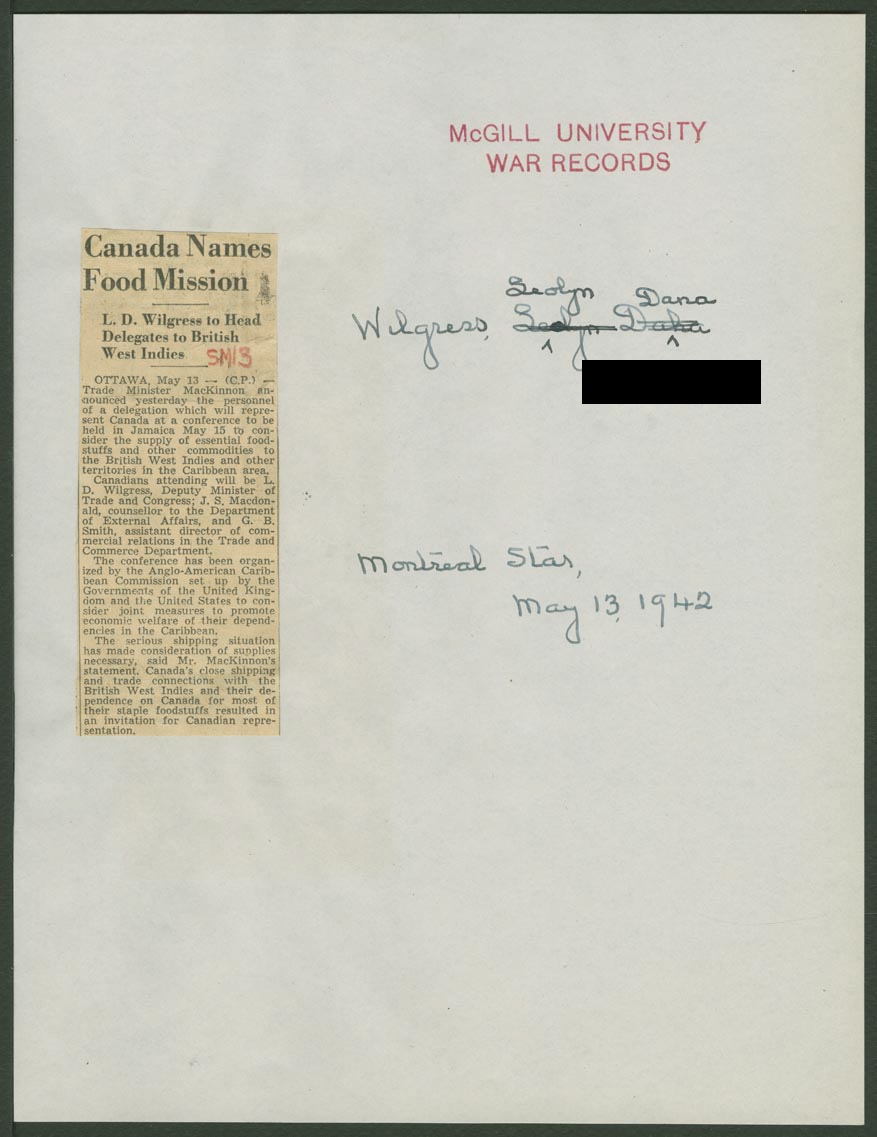 McGILL UNIVERSITY
WAR RECORDS
Canada Names
Food Mission
L. D. Wilgress to Head
Delegates to British
West Indies
SM13
OTTAWA, May 13 — (C.P.) —
Trade Minister MacKinnon an-
nounced yesterday the personnel
of a delegation which will repre-
sent Canada at a conference to be
held in Jamaica May 15 to con-
sider the supply of essential food-
stuffs and other commodities to
the British West Indies and other
territories in the Caribbean area.
Canadians attending will be L.
D. Wilgress, Deputy Minister of
Trade and Congress; J. S. Macdon-
ald, counsellor to the Department
of External Affairs, and G. B.
Smith, assistant director of com-
mercial relations in the Trade and
Commerce Department.
The conference has been organ-
ized by the Anglo-American Carib-
bean Commission set up by the
Governments of the United King-
dom and the United States to con-
sider joint measures to promote
economic welfare of their depend-
encies in the Caribbean.
The serious shipping situation
has made consideration of supplies
necessary, said Mr. MacKinnon's
statement. Canada's close shipping
and trade connections with the
British West Indies and their de-
pendence on Canada for most of
their staple foodstuffs resulted in
an invitation for Canadian repre-
sentation.
Leolyn Dana
Wilgress,
Montreal Star,
May 13, 1942